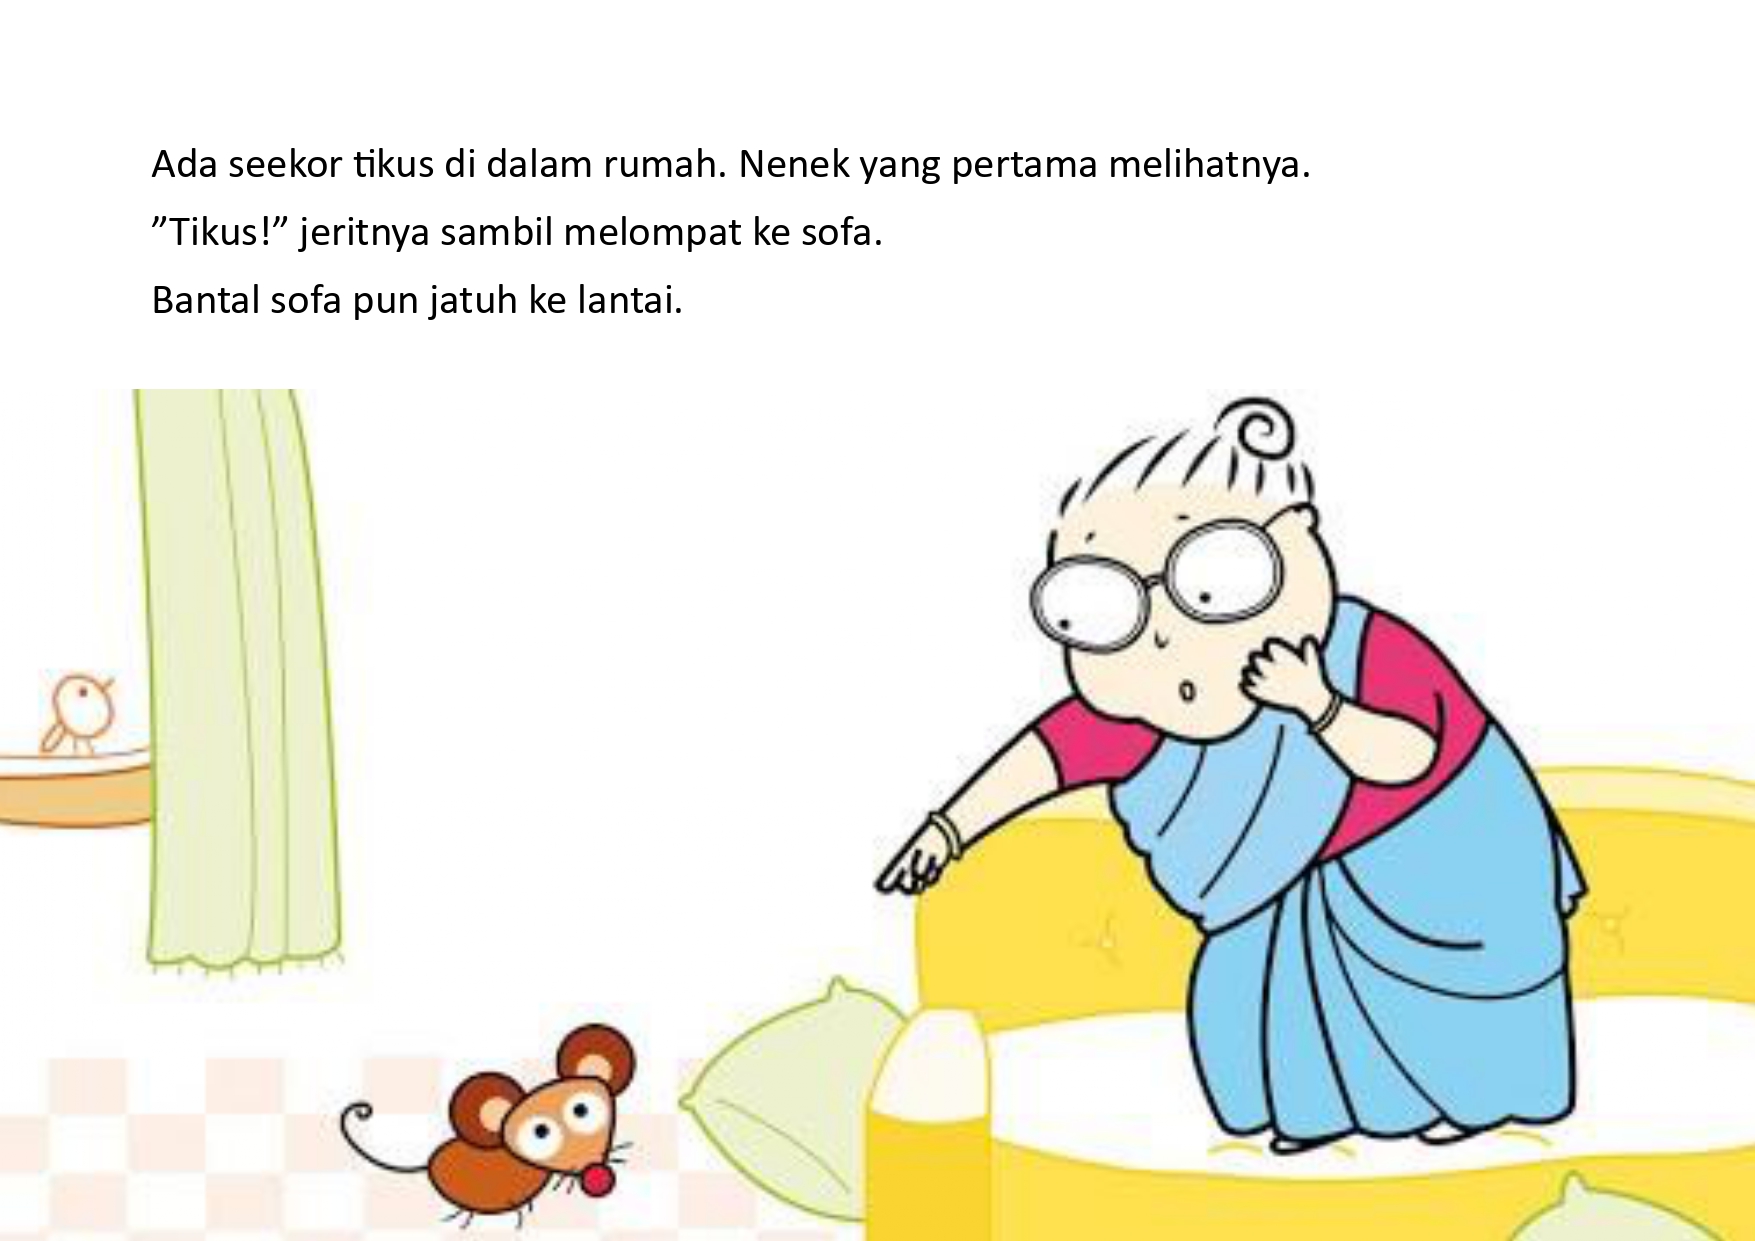 Ada seekor tikus di dalam rumah. Nenek yang pertama melihatnya.
”Tikus!” jeritnya sambil melompat ke sofa.
Bantal sofa pun jatuh ke lantai.